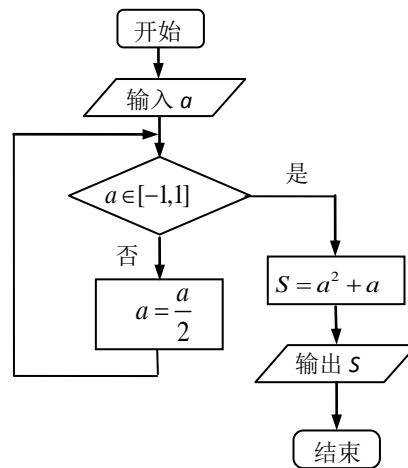 开始
输入 a
a∈[−1,1]
是
否
a = a/2
S = a² + a
输出 S
结束